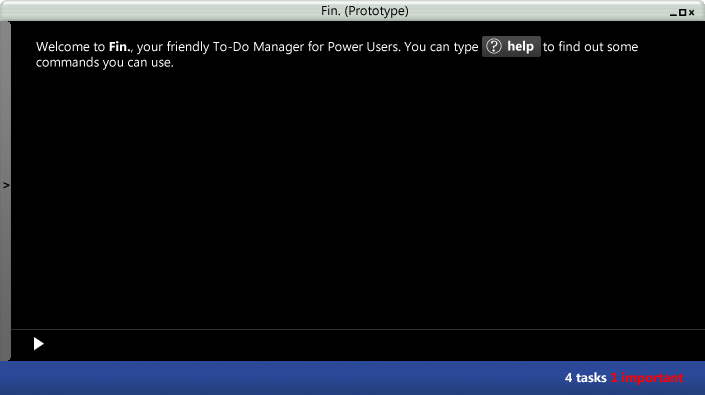 Fin. (Prototype)
Welcome to Fin., your friendly To-Do Manager for Power Users. You can type ? help to find out some
commands you can use.
>
4 tasks 1 important